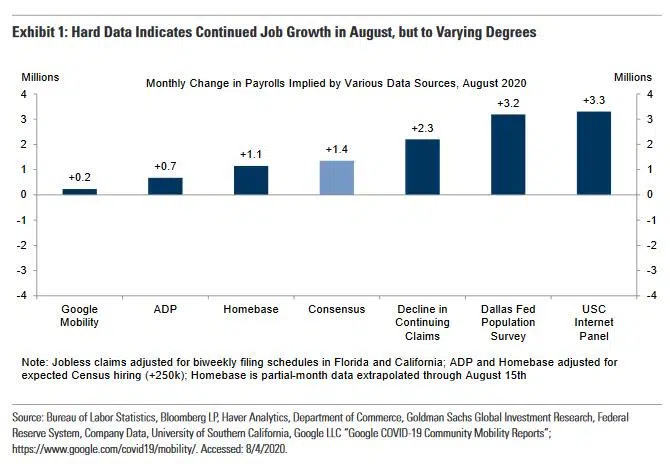 Exhibit 1: Hard Data Indicates Continued Job Growth in August, but to Varying Degrees
Millions
Millions
Monthly Change in Payrolls Implied by Various Data Sources, August 2020
4
3
2
1
0
-1
-2
-3
-4
+0.2
+0.7
+1.1
+1.4
+2.3
+3.2
+3.3
4
3
2
1
0
-1
-2
-3
-4
Google
Mobility
ADP
Homebase
Consensus
Decline in
Continuing
Claims
Dallas Fed
Population
Survey
USC
Internet
Panel
Note: Jobless claims adjusted for biweekly filing schedules in Florida and California; ADP and Homebase adjusted for
expected Census hiring (+250k); Homebase is partial-month data extrapolated through August 15th
Source: Bureau of Labor Statistics, Bloomberg LP, Haver Analytics, Department of Commerce, Goldman Sachs Global Investment Research, Federal
Reserve System, Company Data, University of Southern California, Google LLC "Google COVID-19 Community Mobility Reports";
https://www.google.com/covid19/mobility/. Accessed: 8/4/2020.